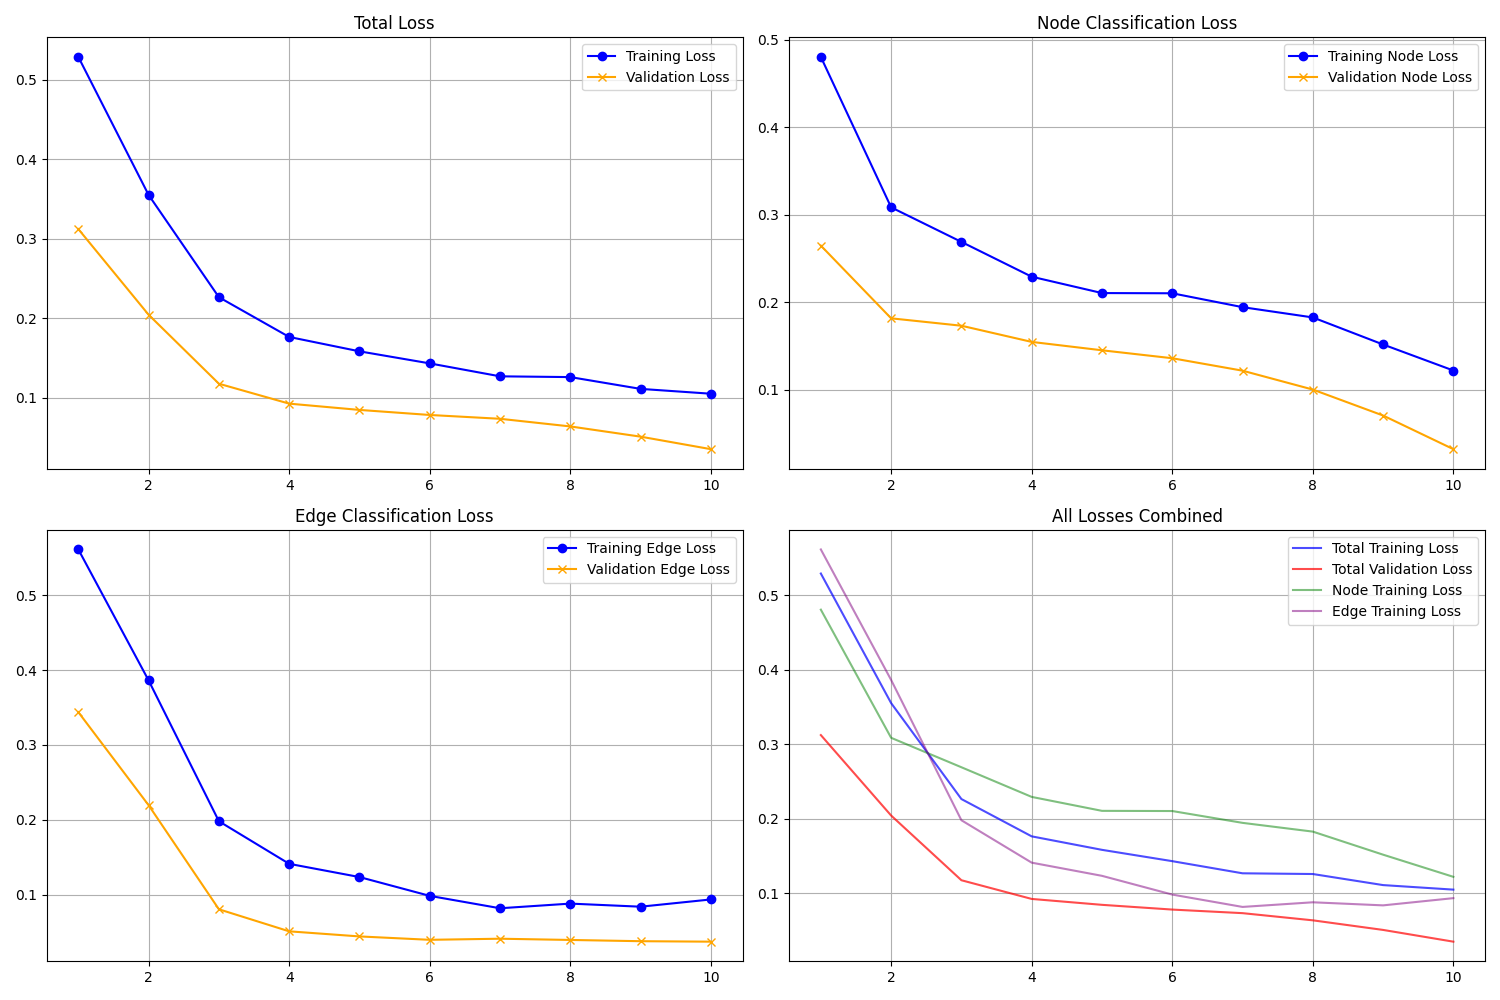 Total Loss
Training Loss
Validation Loss
0.5
0.4
0.3
0.2
0.1
2 4 6 8 10
Node Classification Loss
Training Node Loss
Validation Node Loss
0.5
0.4
0.3
0.2
0.1
2 4 6 8 10
Edge Classification Loss
Training Edge Loss
Validation Edge Loss
0.5
0.4
0.3
0.2
0.1
2 4 6 8 10
All Losses Combined
Total Training Loss
Total Validation Loss
Node Training Loss
Edge Training Loss
0.5
0.4
0.3
0.2
0.1
2 4 6 8 10